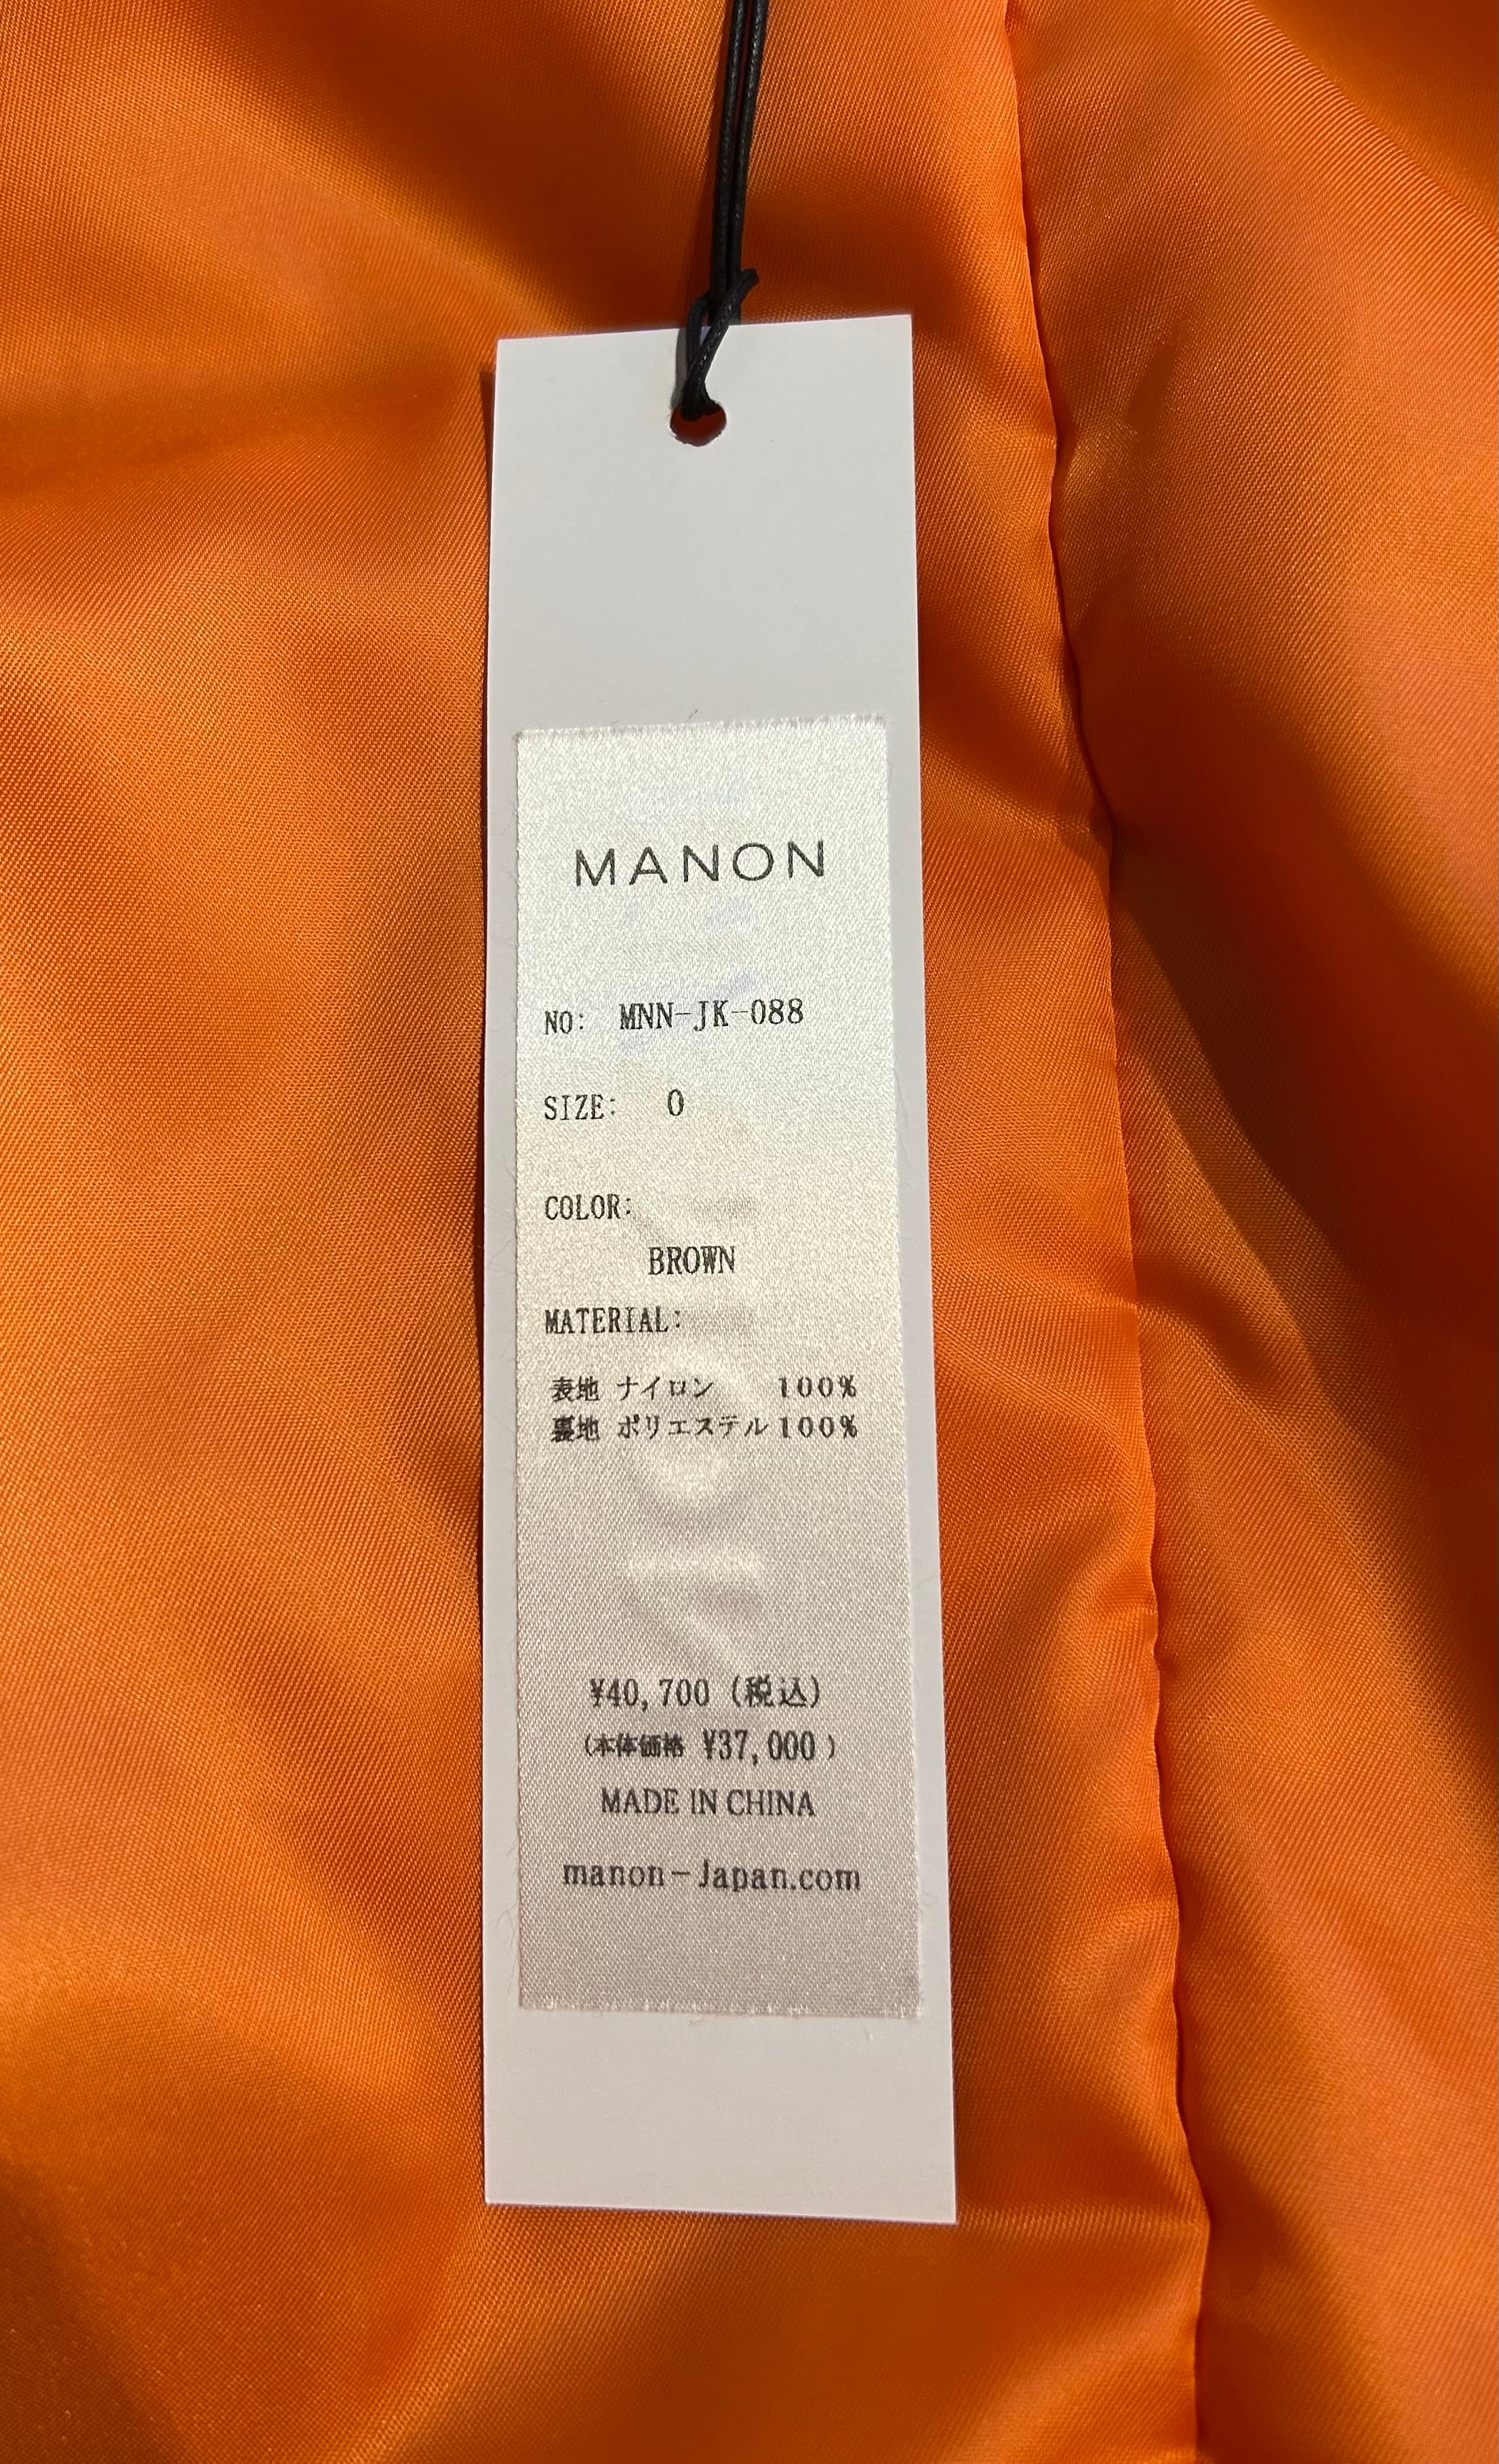 MANON
NO: MNN-JK-088
SIZE: 0
COLOR:
BROWN
MATERIAL:
表地 ナイロン 100%
裏地 ポリエステル 100%
¥40,700 (税込)
(本体価格 ¥37,000 )
MADE IN CHINA
manon-Japan.com